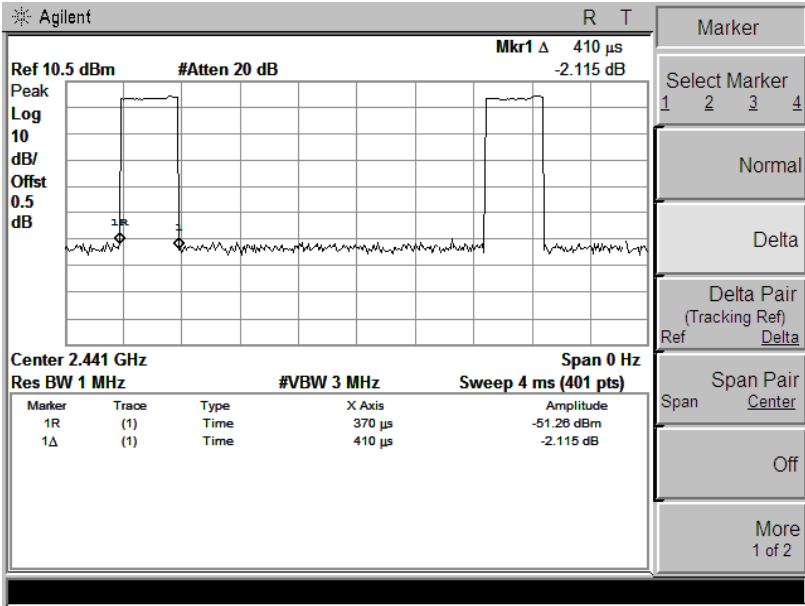 Agilent
R T
Mkr1 Δ 410 µs
Ref 10.5 dBm #Atten 20 dB -2.115 dB
Peak
Log
10
dB/
Offst
0.5
dB
1R
1
Center 2.441 GHz Span 0 Hz
Res BW 1 MHz #VBW 3 MHz Sweep 4 ms (401 pts)
Marker Trace Type X Axis Amplitude
1R (1) Time 370 µs -51.26 dBm
1Δ (1) Time 410 µs -2.115 dB
Marker
Select Marker
1 2 3 4
Normal
Delta
Delta Pair
(Tracking Ref)
Ref Delta
Span Pair
Span Center
Off
More
1 of 2